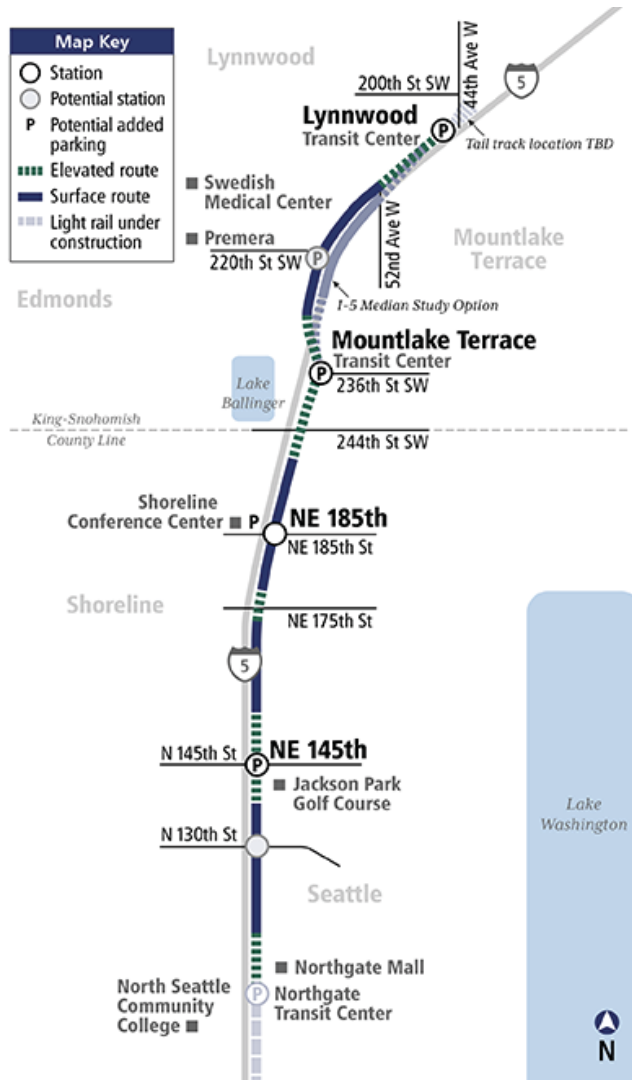 Map Key
Station
Potential station
P Potential added
parking
Elevated route
Surface route
Light rail under
construction
Lynnwood
200th St SW
44th Ave W
5
Lynnwood
Transit Center
P
Tail track location TBD
Swedish
Medical Center
52nd Ave W
Mountlake
Terrace
Premera
220th St SW
P
Edmonds
I-5 Median Study Option
Mountlake Terrace
Transit Center
P
236th St SW
Lake
Ballinger
King-Snohomish
County Line
244th St SW
Shoreline
Conference Center
P
NE 185th
NE 185th St
Shoreline
NE 175th St
5
N 145th St
NE 145th
P
Jackson Park
Golf Course
N 130th St
Lake
Washington
Seattle
Northgate Mall
North Seattle
Community
College
P
Northgate
Transit Center
N